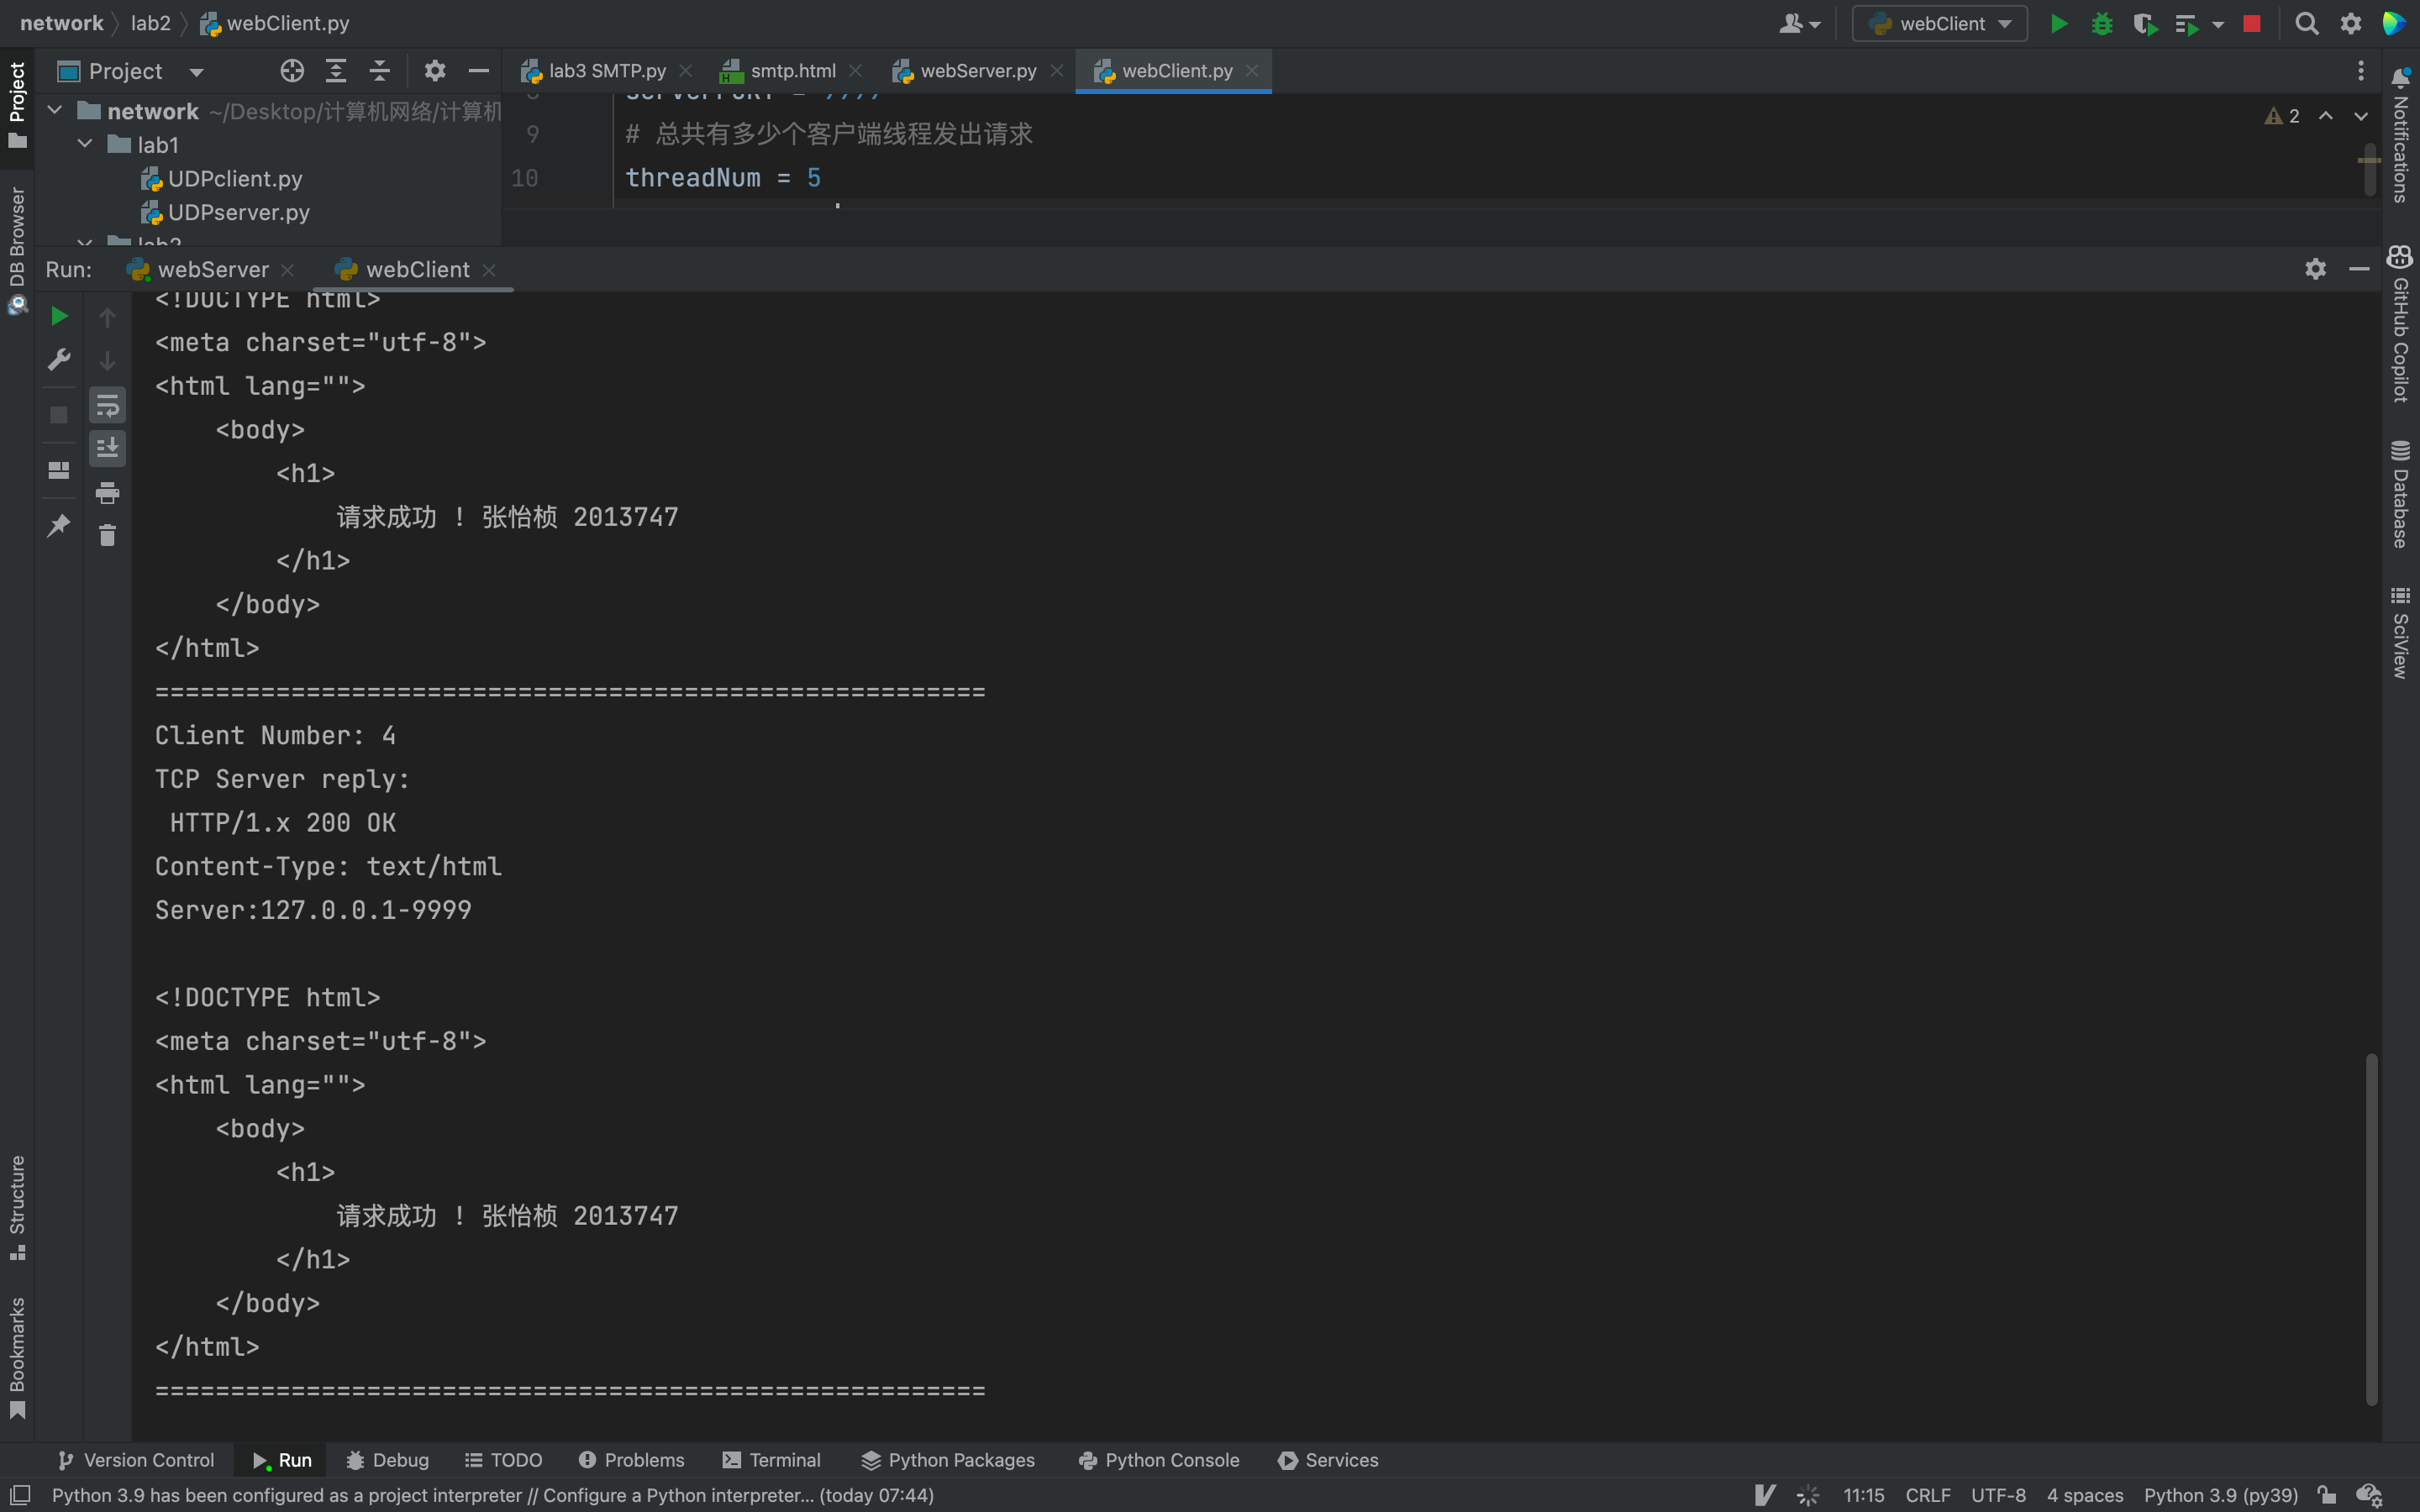 network lab2 webClient.py
webClient
Project
lab3 SMTP.py smtp.html webServer.py webClient.py
network ~/Desktop/计算机网络/计算机
lab1
UDPclient.py
UDPserver.py
lab2
9 # 总共有多少个客户端线程发出请求
10 threadNum = 5
2
Run: webServer webClient
<!DOCTYPE html>
<meta charset="utf-8">
<html lang="">
<body>
<h1>
请求成功 ! 张怡桢 2013747
</h1>
</body>
</html>
=======================================================
Client Number: 4
TCP Server reply:
HTTP/1.x 200 OK
Content-Type: text/html
Server:127.0.0.1-9999
<!DOCTYPE html>
<meta charset="utf-8">
<html lang="">
<body>
<h1>
请求成功 ! 张怡桢 2013747
</h1>
</body>
</html>
=======================================================
Project
DB Browser
Structure
Bookmarks
Notifications
GitHub Copilot
Database
SciView
Version Control Run Debug TODO Problems Terminal Python Packages Python Console Services
Python 3.9 has been configured as a project interpreter // Configure a Python interpreter... (today 07:44) 11:15 CRLF UTF-8 4 spaces Python 3.9 (py39)